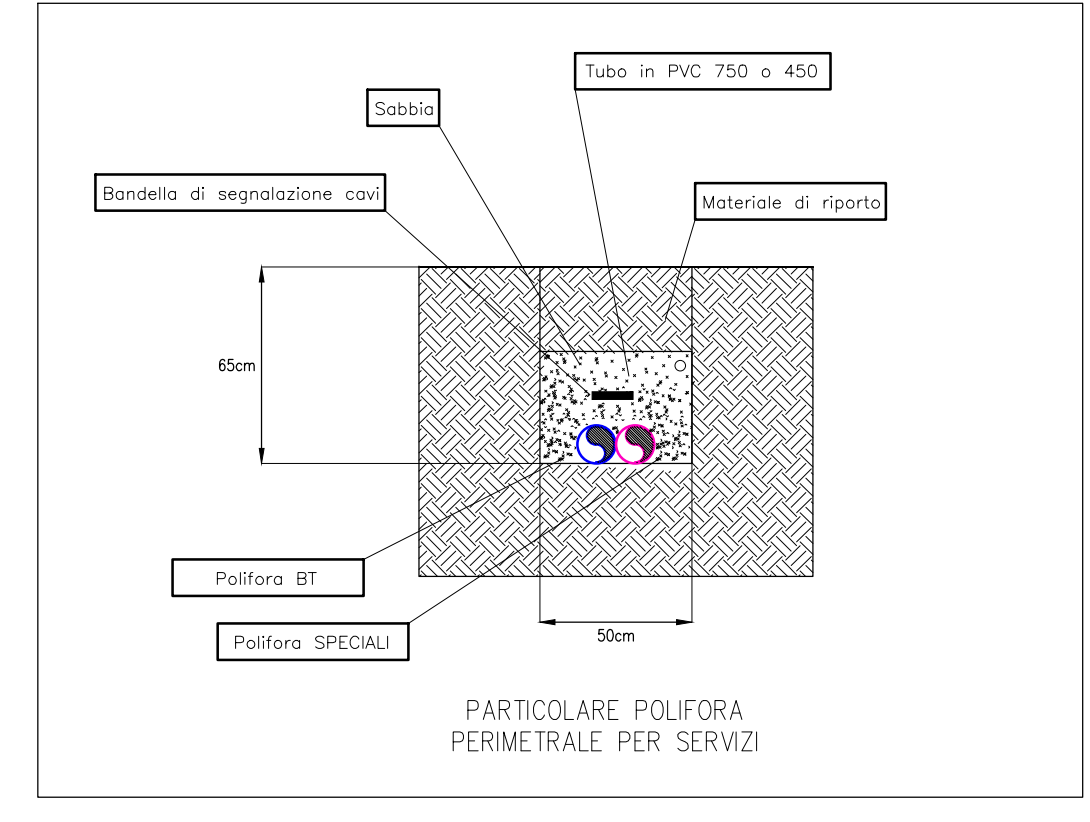 Tubo in PVC 750 o 450
Sabbia
Bandella di segnalazione cavi
Materiale di riporto
65cm
Polifora BT
50cm
Polifora SPECIALI
PARTICOLARE POLIFORA
PERIMETRALE PER SERVIZI